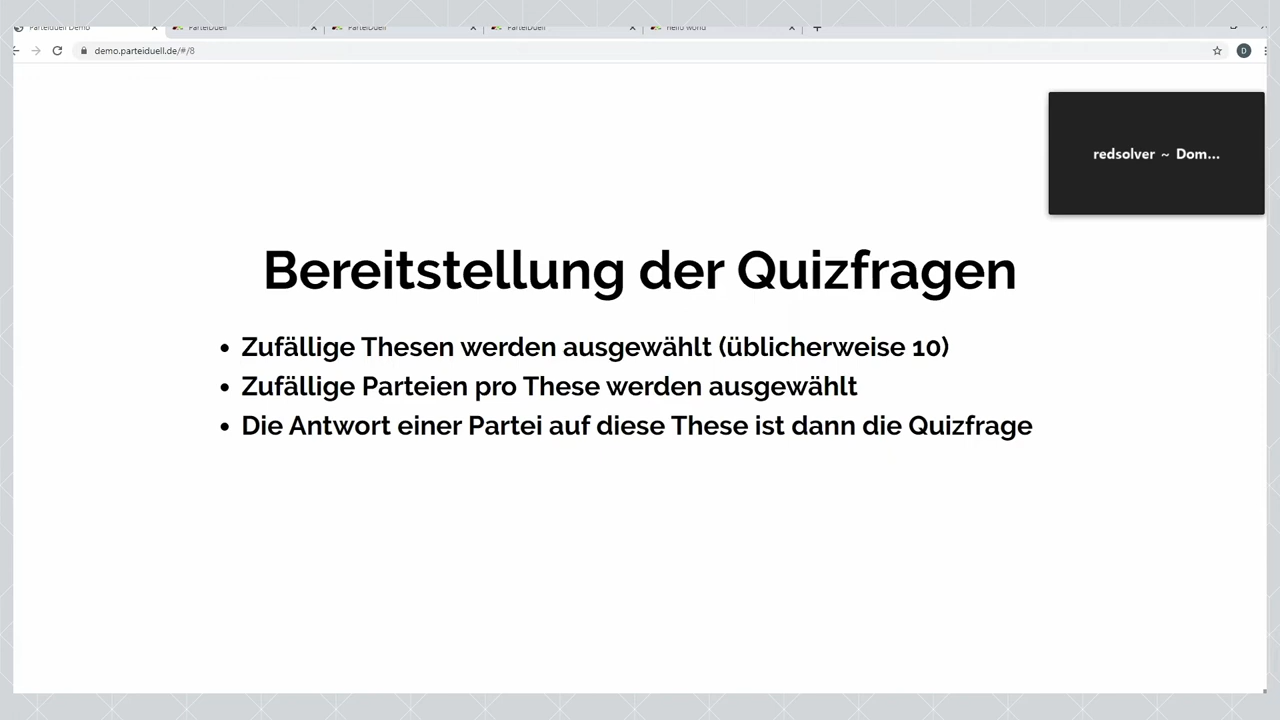 Parteiduell Demo
Parteiduell
Parteiduell
Parteiduell
Hello world
demo.parteiduell.de/#/8
D
redsolver ~ Dom...
Bereitstellung der Quizfragen
• Zufällige Thesen werden ausgewählt (üblicherweise 10)
• Zufällige Parteien pro These werden ausgewählt
• Die Antwort einer Partei auf diese These ist dann die Quizfrage